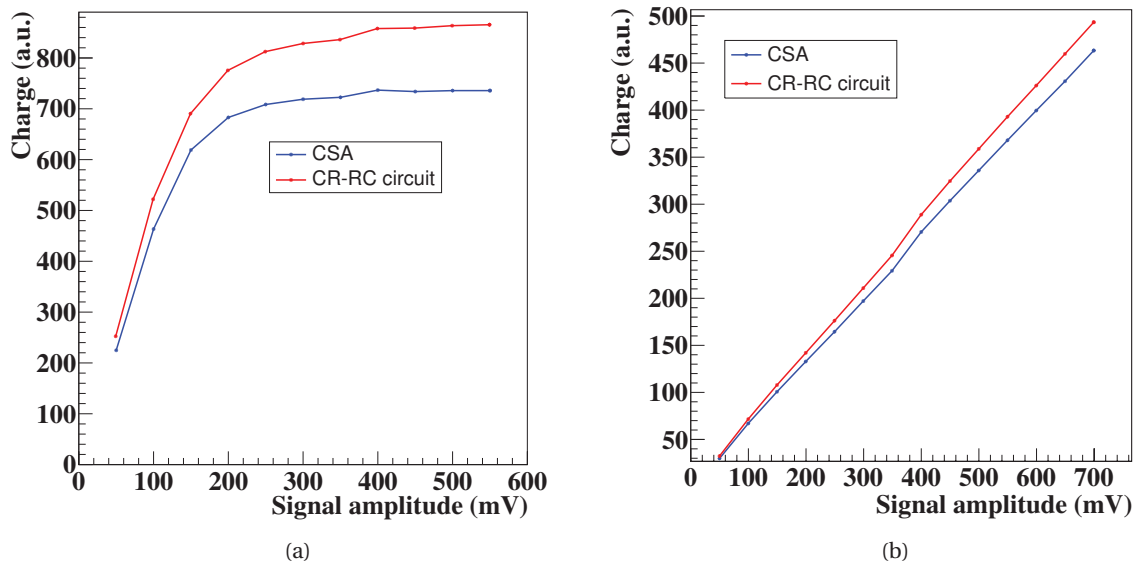 Charge (a.u.)
800
700
600
500
400
300
200
100
0
0 100 200 300 400 500 600
Signal amplitude (mV)
CSA
CR-RC circuit
(a)
Charge (a.u.)
500
450
400
350
300
250
200
150
100
50
0 100 200 300 400 500 600 700
Signal amplitude (mV)
CSA
CR-RC circuit
(b)